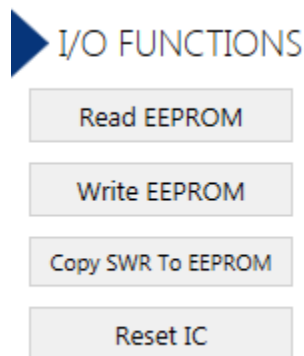 I/O FUNCTIONS
Read EEPROM
Write EEPROM
Copy SWR To EEPROM
Reset IC